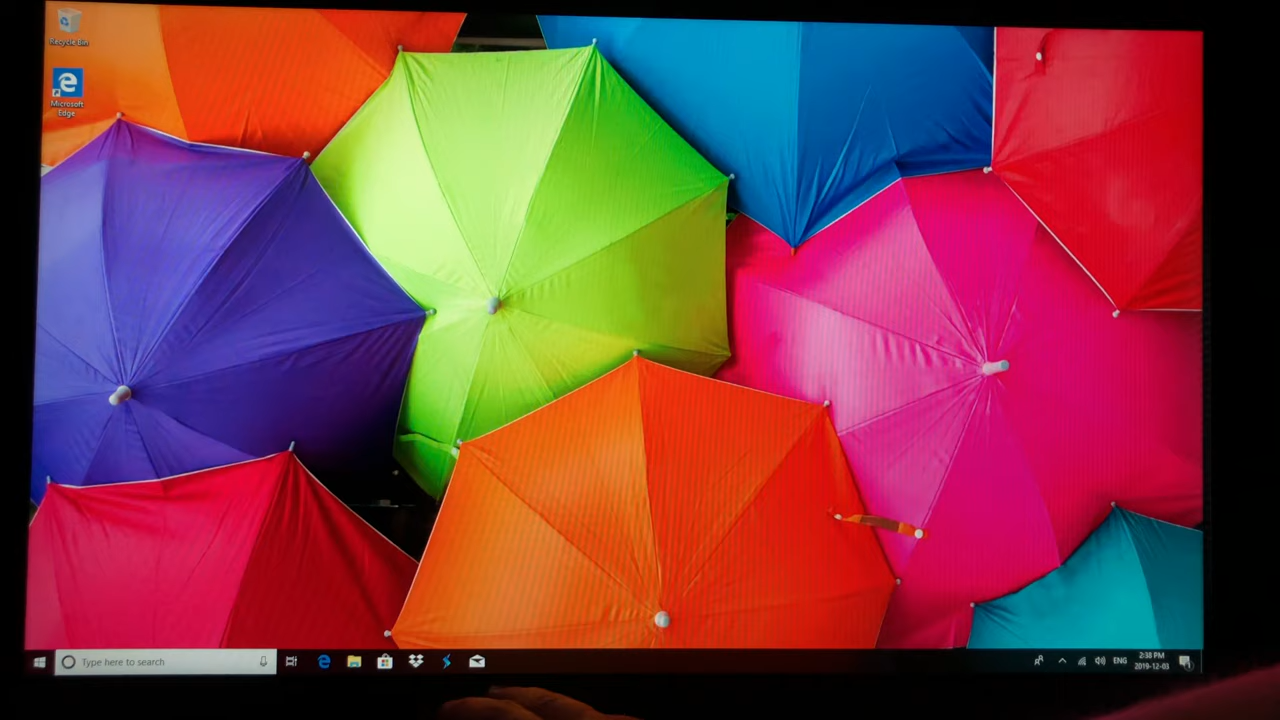 Recycle Bin
Microsoft
Edge
Type here to search
ENG
2:38 PM
2019-12-03